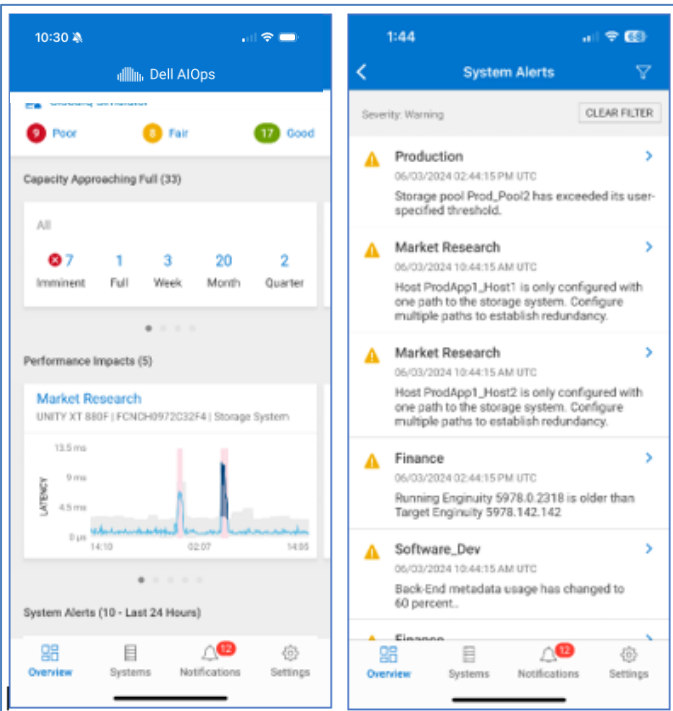 10:30
Dell AIOps
9 Poor
8 Fair
17 Good
Capacity Approaching Full (33)
All
7 1 3 20 2
Imminent Full Week Month Quarter
Performance Impacts (5)
Market Research
UNITY XT 880F | FCNCH0972C32F4 | Storage System
13.5 ms
9 ms
4.5 ms
0 µs
LATENCY
14:10 02:07 14:05
System Alerts (10 - Last 24 Hours)
12
Overview Systems Notifications Settings
1:44
68
System Alerts
Severity: Warning
CLEAR FILTER
Production
06/03/2024 02:44:15 PM UTC
Storage pool Prod_Pool2 has exceeded its user-
specified threshold.
Market Research
06/03/2024 10:44:15 AM UTC
Host ProdApp1_Host1 is only configured with
one path to the storage system. Configure
multiple paths to establish redundancy.
Market Research
06/03/2024 10:44:15 AM UTC
Host ProdApp1_Host2 is only configured with
one path to the storage system. Configure
multiple paths to establish redundancy.
Finance
06/03/2024 02:44:15 PM UTC
Running Enginuity 5978.0.2318 is older than
Target Enginuity 5978.142.142
Software_Dev
06/03/2024 10:44:15 AM UTC
Back-End metadata usage has changed to
60 percent..
Finance
12
Overview Systems Notifications Settings